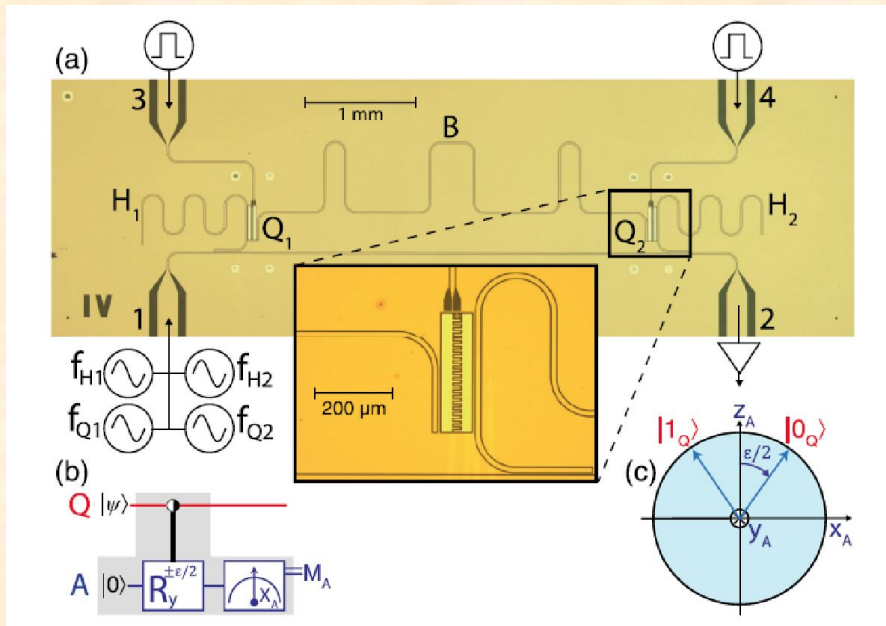 (a)
3
4
1 mm
B
H1
H2
Q1
Q2
IV
1
2
fH1
fH2
fQ1
fQ2
200 μm
(b)
Q |ψ⟩
A |0⟩ Ry±ε/2 XA MA
(c)
zA
|1Q⟩ |0Q⟩
ε/2
yA
xA